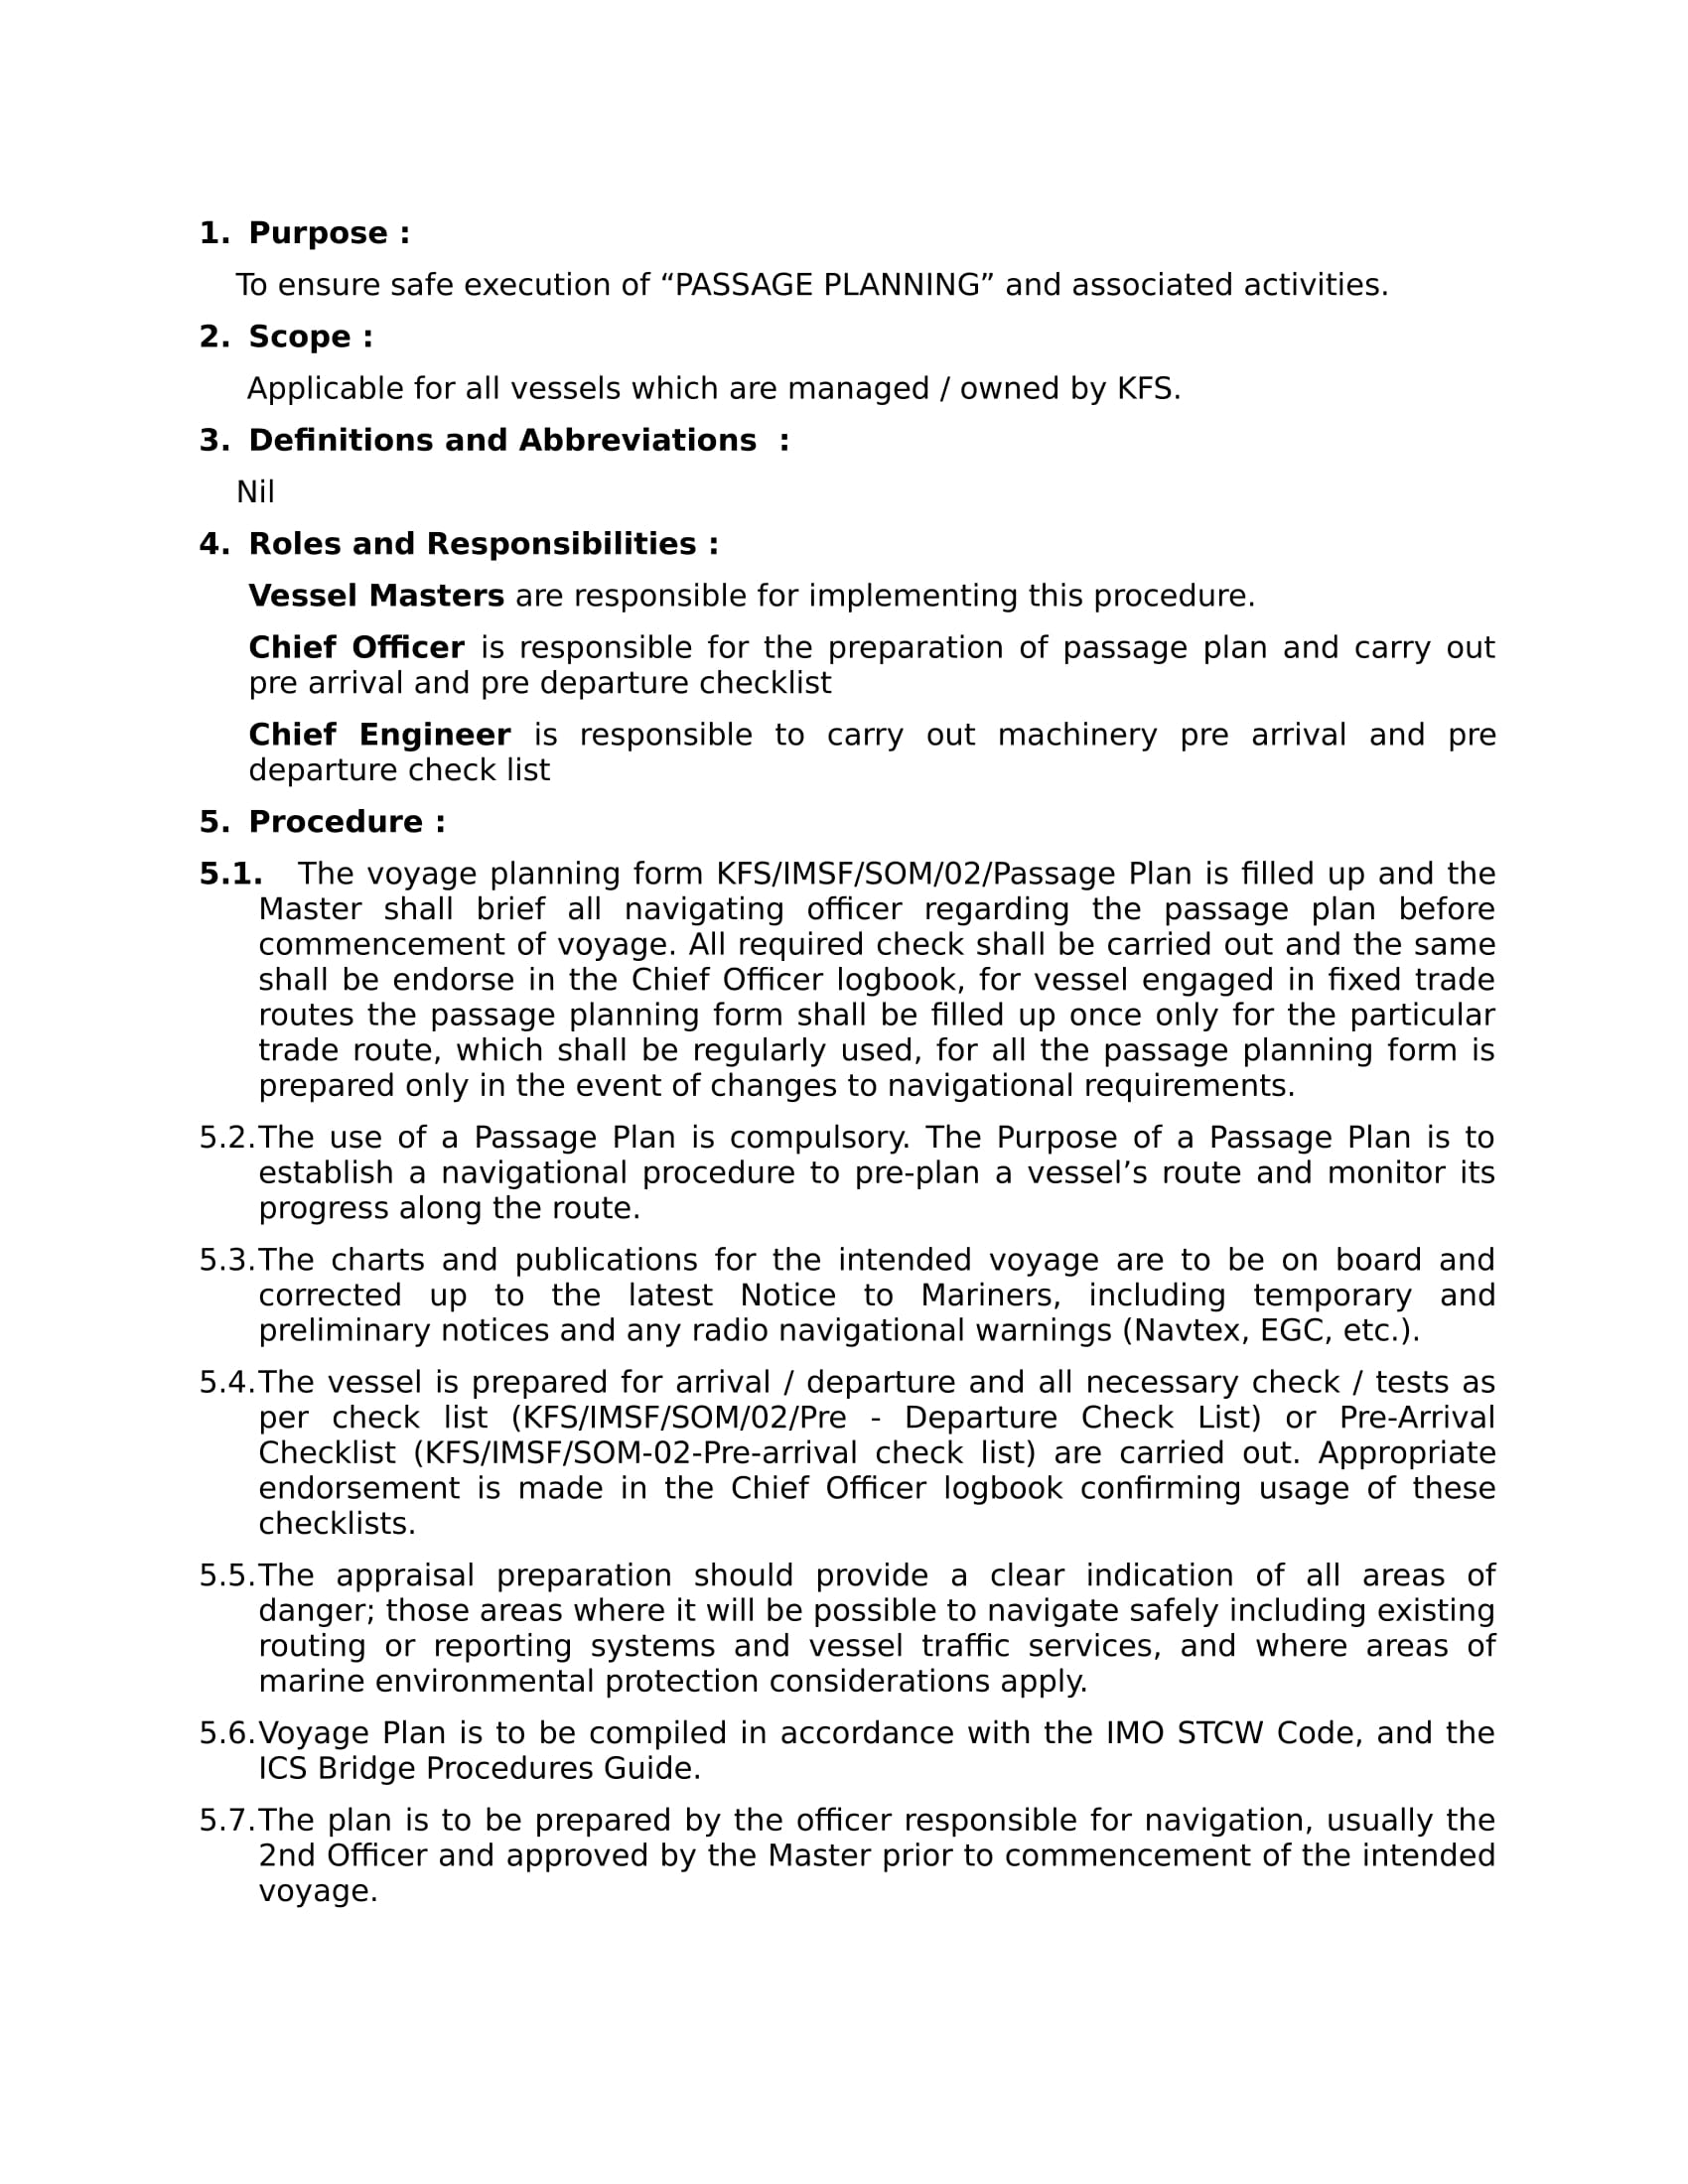 1. Purpose :
To ensure safe execution of “PASSAGE PLANNING” and associated activities.
2. Scope :
Applicable for all vessels which are managed / owned by KFS.
3. Definitions and Abbreviations :
Nil
4. Roles and Responsibilities :
Vessel Masters are responsible for implementing this procedure.
Chief Officer is responsible for the preparation of passage plan and carry out
pre arrival and pre departure checklist
Chief Engineer is responsible to carry out machinery pre arrival and pre
departure check list
5. Procedure :
5.1. The voyage planning form KFS/IMSF/SOM/02/Passage Plan is filled up and the
Master shall brief all navigating officer regarding the passage plan before
commencement of voyage. All required check shall be carried out and the same
shall be endorse in the Chief Officer logbook, for vessel engaged in fixed trade
routes the passage planning form shall be filled up once only for the particular
trade route, which shall be regularly used, for all the passage planning form is
prepared only in the event of changes to navigational requirements.
5.2. The use of a Passage Plan is compulsory. The Purpose of a Passage Plan is to
establish a navigational procedure to pre-plan a vessel’s route and monitor its
progress along the route.
5.3. The charts and publications for the intended voyage are to be on board and
corrected up to the latest Notice to Mariners, including temporary and
preliminary notices and any radio navigational warnings (Navtex, EGC, etc.).
5.4. The vessel is prepared for arrival / departure and all necessary check / tests as
per check list (KFS/IMSF/SOM/02/Pre - Departure Check List) or Pre-Arrival
Checklist (KFS/IMSF/SOM-02-Pre-arrival check list) are carried out. Appropriate
endorsement is made in the Chief Officer logbook confirming usage of these
checklists.
5.5. The appraisal preparation should provide a clear indication of all areas of
danger; those areas where it will be possible to navigate safely including existing
routing or reporting systems and vessel traffic services, and where areas of
marine environmental protection considerations apply.
5.6. Voyage Plan is to be compiled in accordance with the IMO STCW Code, and the
ICS Bridge Procedures Guide.
5.7. The plan is to be prepared by the officer responsible for navigation, usually the
2nd Officer and approved by the Master prior to commencement of the intended
voyage.